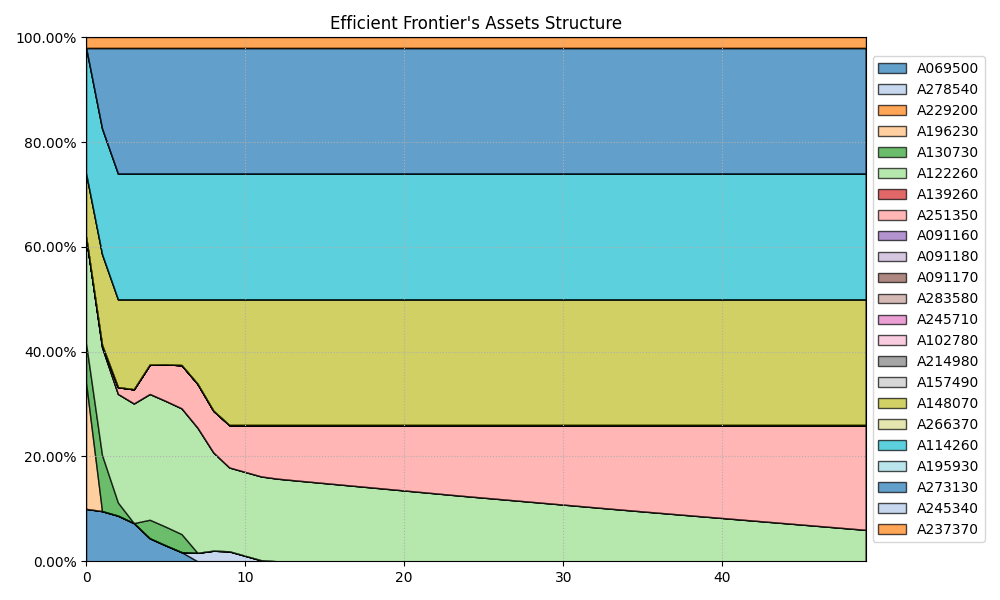 Efficient Frontier's Assets Structure
100.00%
80.00%
60.00%
40.00%
20.00%
0.00%
0
10
20
30
40
A069500
A278540
A229200
A196230
A130730
A122260
A139260
A251350
A091160
A091180
A091170
A283580
A245710
A102780
A214980
A157490
A148070
A266370
A114260
A195930
A273130
A245340
A237370